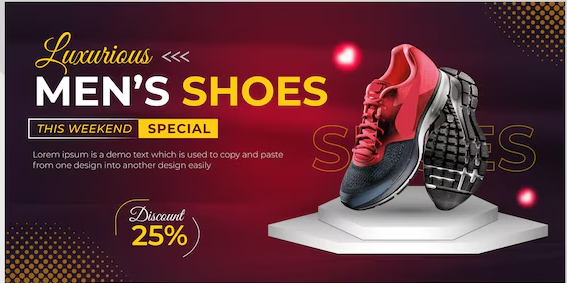 Luxurious <<<
MEN'S SHOES
THIS WEEKEND SPECIAL
Lorem ipsum is a demo text which is used to copy and paste
from one design into another design easily
Discount
25%
SHOES